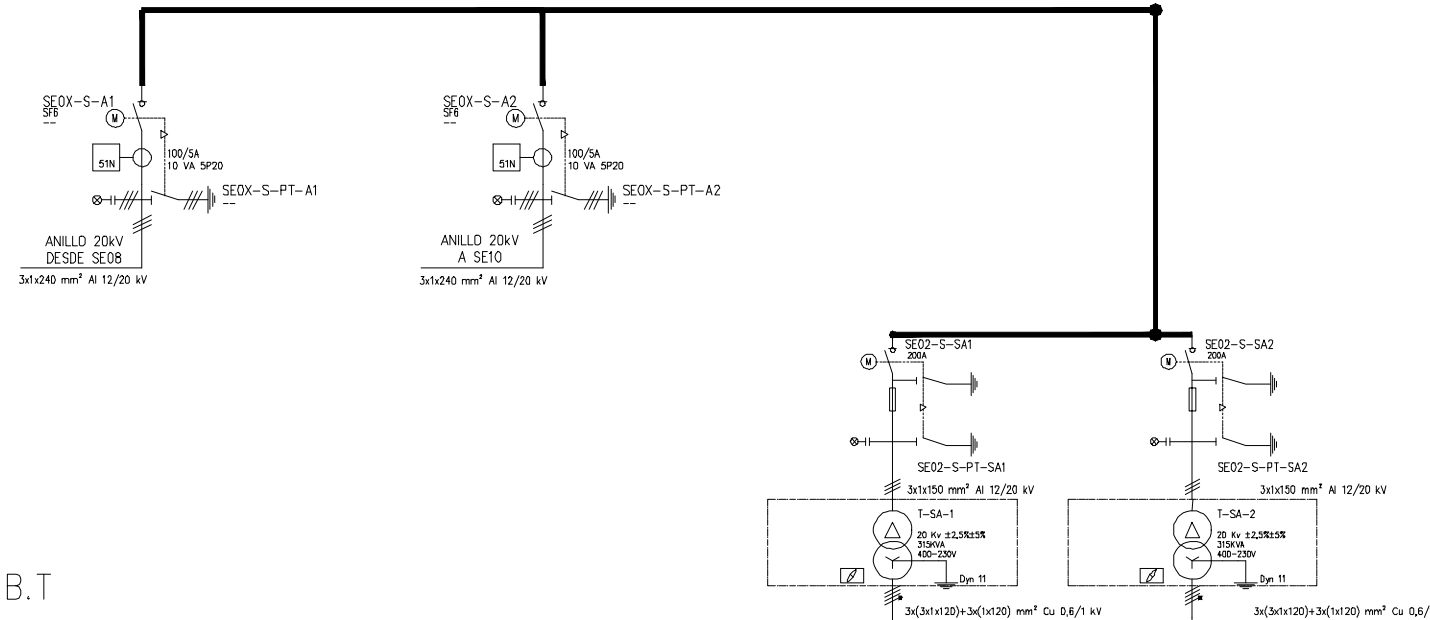 SE0X-S-A1
SF6
--
M
51N
100/5A
10 VA 5P20
SE0X-S-PT-A1
--
ANILLO 20kV
DESDE SE08
3x1x240 mm² Al 12/20 kV
SE0X-S-A2
SF6
--
M
51N
100/5A
10 VA 5P20
SE0X-S-PT-A2
--
ANILLO 20kV
A SE10
3x1x240 mm² Al 12/20 kV
SE02-S-SA1
200A
M
SE02-S-PT-SA1
3x1x150 mm² Al 12/20 kV
T-SA-1
20 Kv ±2,5%±5%
315KVA
400-230V
Dyn 11
3x(3x1x120)+3x(1x120) mm² Cu 0,6/1 kV
SE02-S-SA2
200A
M
SE02-S-PT-SA2
3x1x150 mm² Al 12/20 kV
T-SA-2
20 Kv ±2,5%±5%
315KVA
400-230V
Dyn 11
3x(3x1x120)+3x(1x120) mm² Cu 0,6/
B.T